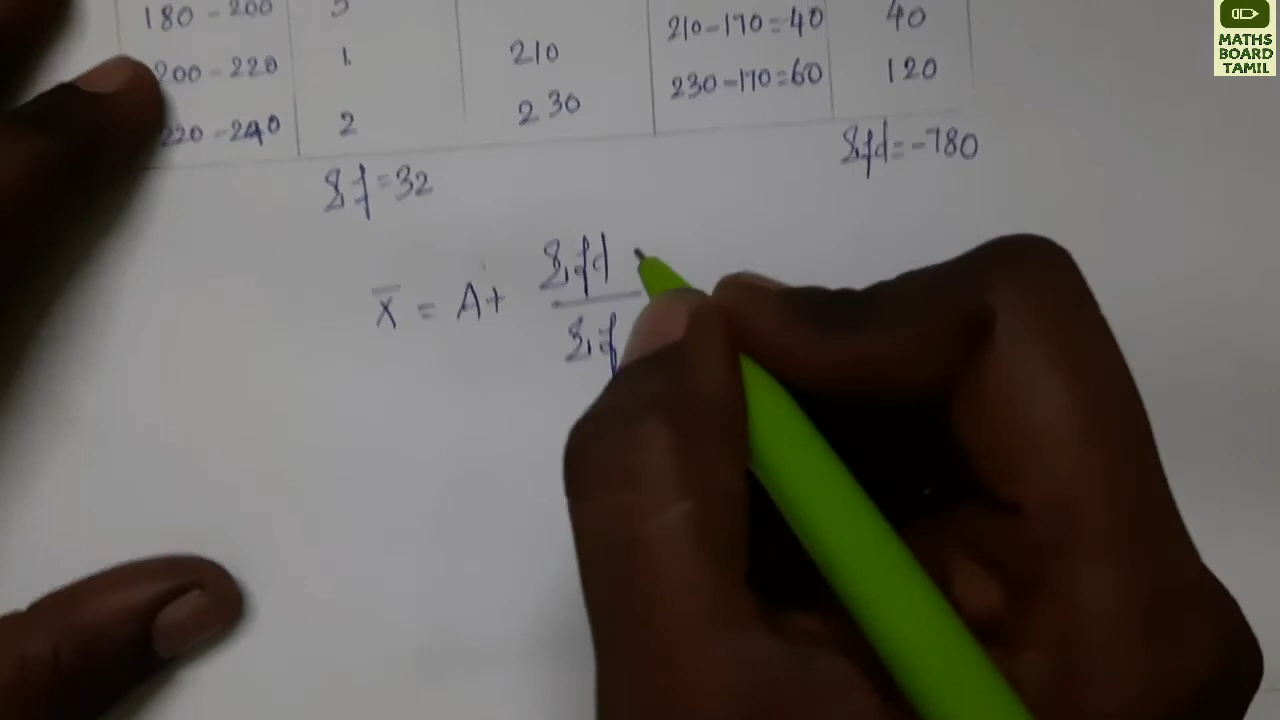 180 - 200
210-170=40 40
200 - 220 1 210
230-170=60 120
220 - 240 2 230
Σfd = -780
Σf = 32
x̄ = A + Σfd
Σf
MATHS
BOARD
TAMIL